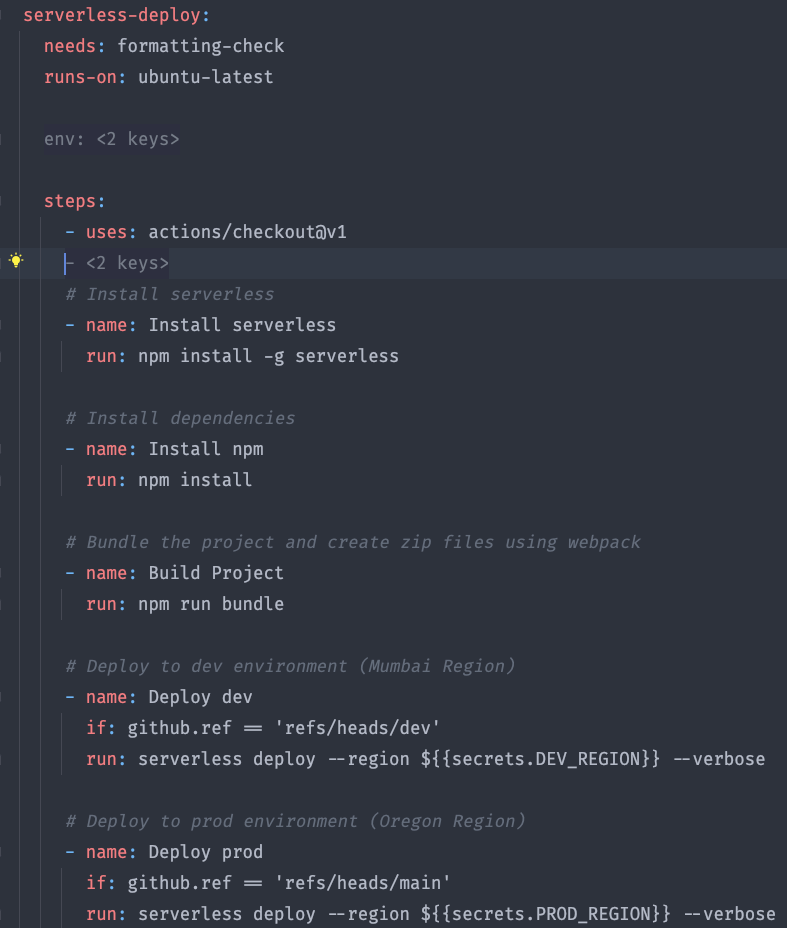 serverless-deploy:
needs: formatting-check
runs-on: ubuntu-latest
env: <2 keys>
steps:
- uses: actions/checkout@v1
- <2 keys>
# Install serverless
- name: Install serverless
run: npm install -g serverless
# Install dependencies
- name: Install npm
run: npm install
# Bundle the project and create zip files using webpack
- name: Build Project
run: npm run bundle
# Deploy to dev environment (Mumbai Region)
- name: Deploy dev
if: github.ref == 'refs/heads/dev'
run: serverless deploy --region ${{secrets.DEV_REGION}} --verbose
# Deploy to prod environment (Oregon Region)
- name: Deploy prod
if: github.ref == 'refs/heads/main'
run: serverless deploy --region ${{secrets.PROD_REGION}} --verbose